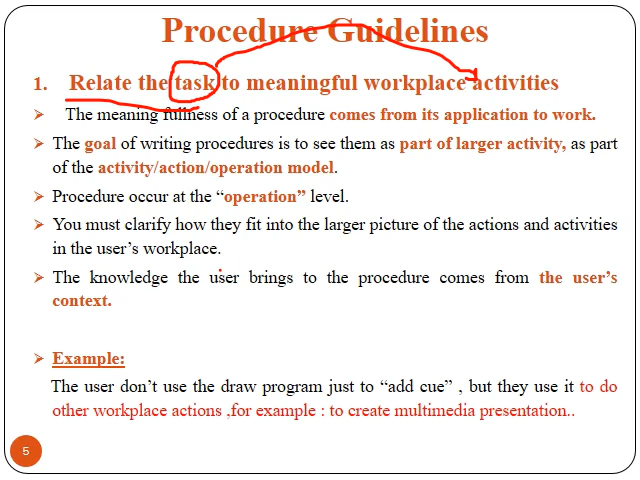 Procedure Guidelines
1. Relate the task to meaningful workplace activities
➢ The meaning fullness of a procedure comes from its application to work.
➢ The goal of writing procedures is to see them as part of larger activity, as part
of the activity/action/operation model.
➢ Procedure occur at the “operation” level.
➢ You must clarify how they fit into the larger picture of the actions and activities
in the user’s workplace.
➢ The knowledge the user brings to the procedure comes from the user’s
context.
➢ Example:
The user don’t use the draw program just to “add cue” , but they use it to do
other workplace actions ,for example : to create multimedia presentation..
5